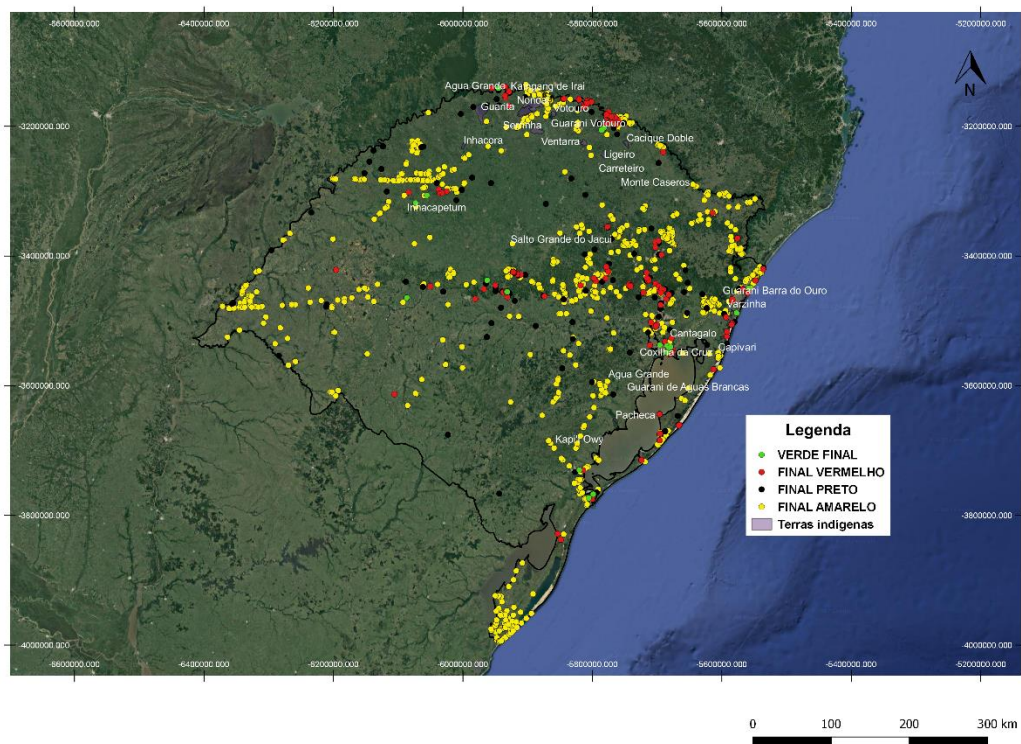 -6600000.000 -6400000.000 -6200000.000 -6000000.000 -5800000.000 -5600000.000 -5400000.000 -5200000.000
N
Agua Grande Kaingang de Irai
Guarita Nonoai Votouro
-3200000.000 -3200000.000
Serrinha Guarani Votouro
Inhacora Ventarra Cacique Doble
Ligeiro
Carreteiro
Monte Caseros
Inhacapetum
Salto Grande do Jacui
-3400000.000 -3400000.000
Guarani Barra do Ouro
Varzinha
Cantagalo
Coxilha da Cruz Capivari
Agua Grande
-3600000.000 Guarani de Aguas Brancas -3600000.000
Pacheca
Kapi'i Owy
Legenda
VERDE FINAL
FINAL VERMELHO
FINAL PRETO
FINAL AMARELO
Terras indígenas
-3800000.000 -3800000.000
-4000000.000 -4000000.000
-6600000.000 -6400000.000 -6200000.000 -6000000.000 -5800000.000 -5600000.000 -5400000.000 -5200000.000
0 100 200 300 km